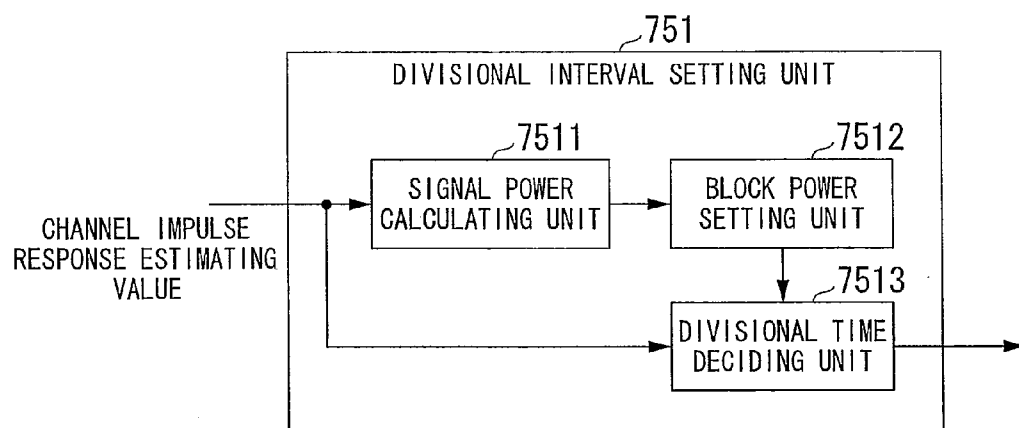 751
DIVISIONAL INTERVAL SETTING UNIT
7511
SIGNAL POWER
CALCULATING UNIT
7512
BLOCK POWER
SETTING UNIT
CHANNEL IMPULSE
RESPONSE ESTIMATING
VALUE
7513
DIVISIONAL TIME
DECIDING UNIT